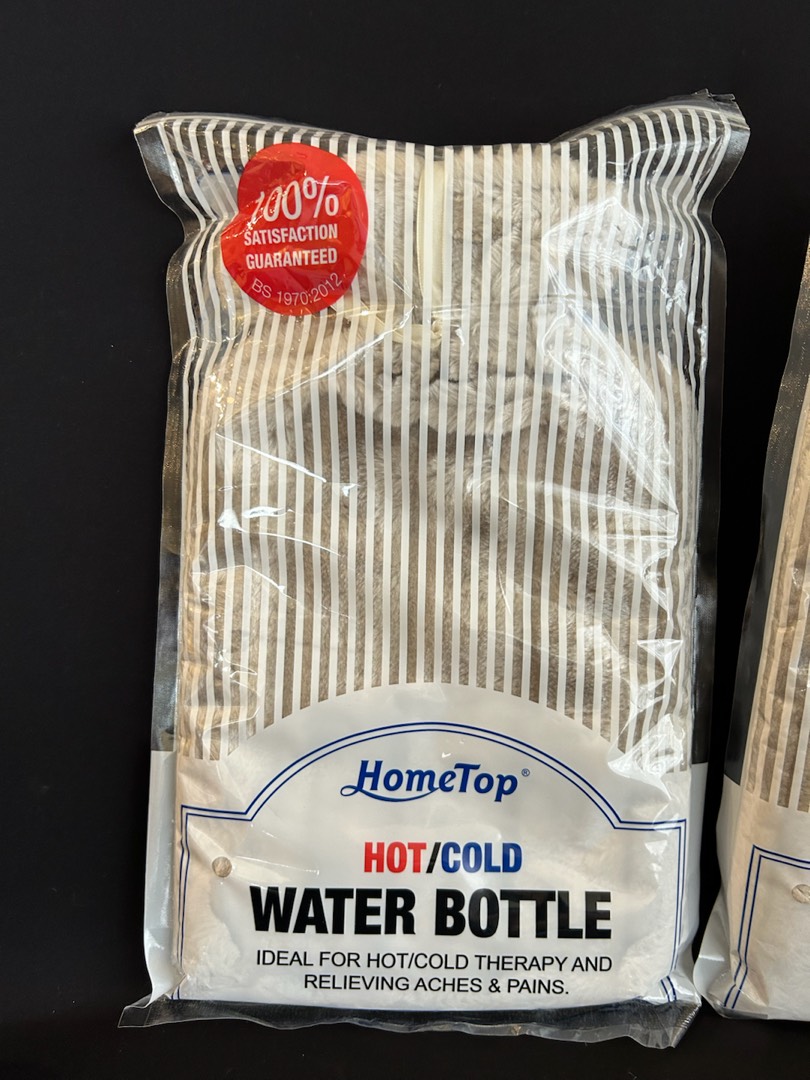 100%
SATISFACTION
GUARANTEED
BS 1970:2012
HomeTop®
HOT/COLD
WATER BOTTLE
IDEAL FOR HOT/COLD THERAPY AND
RELIEVING ACHES & PAINS.